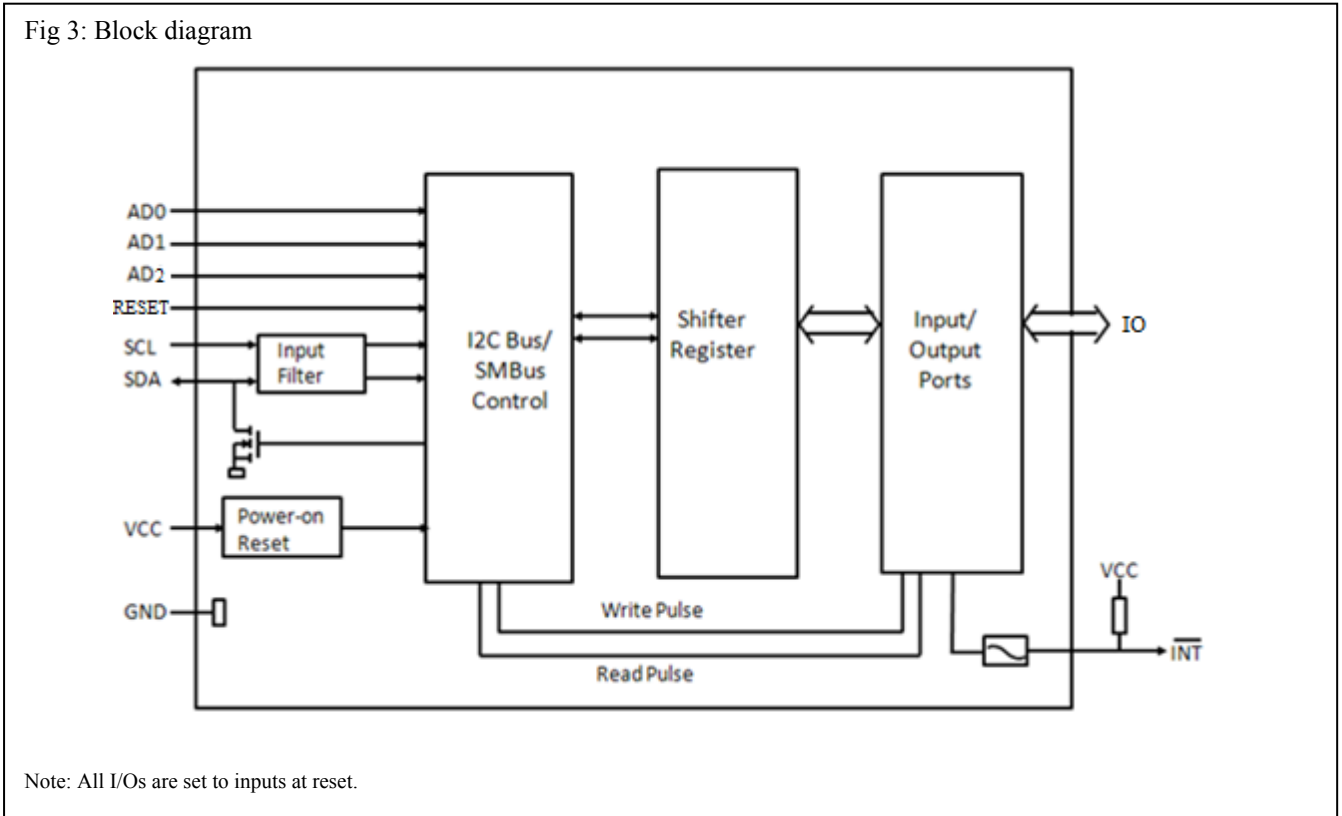 Fig 3: Block diagram
AD0
AD1
AD2
RESET
SCL
SDA
Input
Filter
I2C Bus/
SMBus
Control
Shifter
Register
Input/
Output
Ports
IO
VCC
Power-on
Reset
GND
Write Pulse
Read Pulse
VCC
INT
Note: All I/Os are set to inputs at reset.